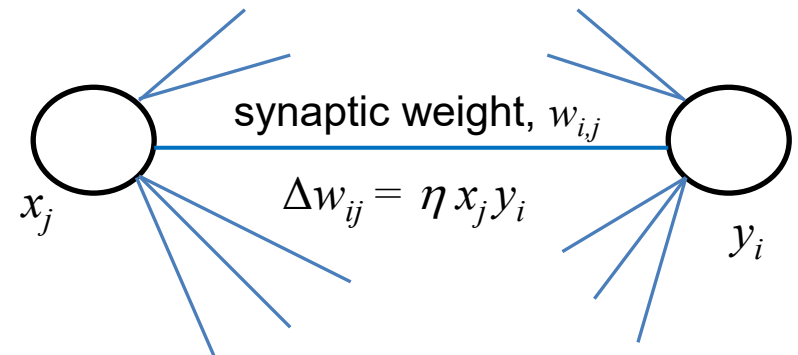 synaptic weight, w_{i,j}
Δw_{ij} = η x_j y_i
x_j
y_i